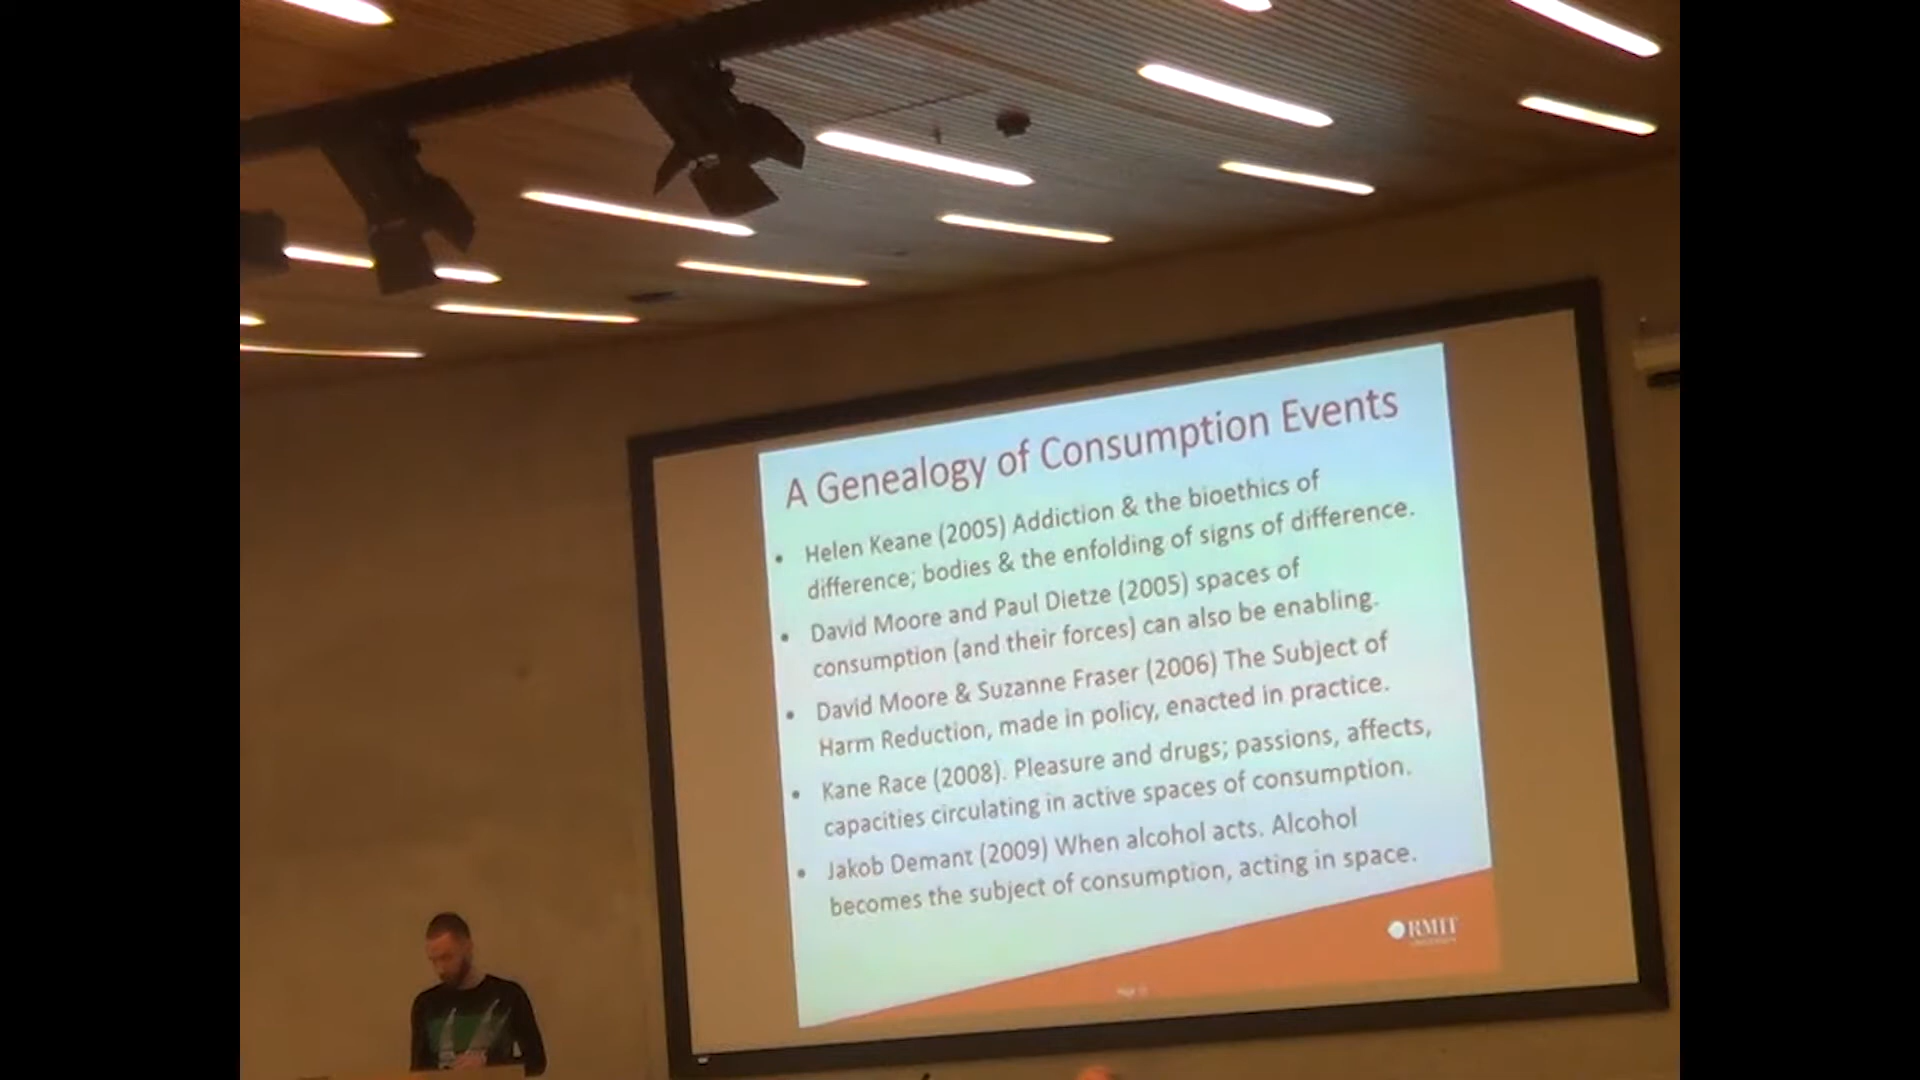 A Genealogy of Consumption Events
• Helen Keane (2005) Addiction & the bioethics of
difference; bodies & the enfolding of signs of difference.
• David Moore and Paul Dietze (2005) spaces of
consumption (and their forces) can also be enabling.
• David Moore & Suzanne Fraser (2006) The Subject of
Harm Reduction, made in policy, enacted in practice.
• Kane Race (2008). Pleasure and drugs; passions, affects,
capacities circulating in active spaces of consumption.
• Jakob Demant (2009) When alcohol acts. Alcohol
becomes the subject of consumption, acting in space.
RMIT